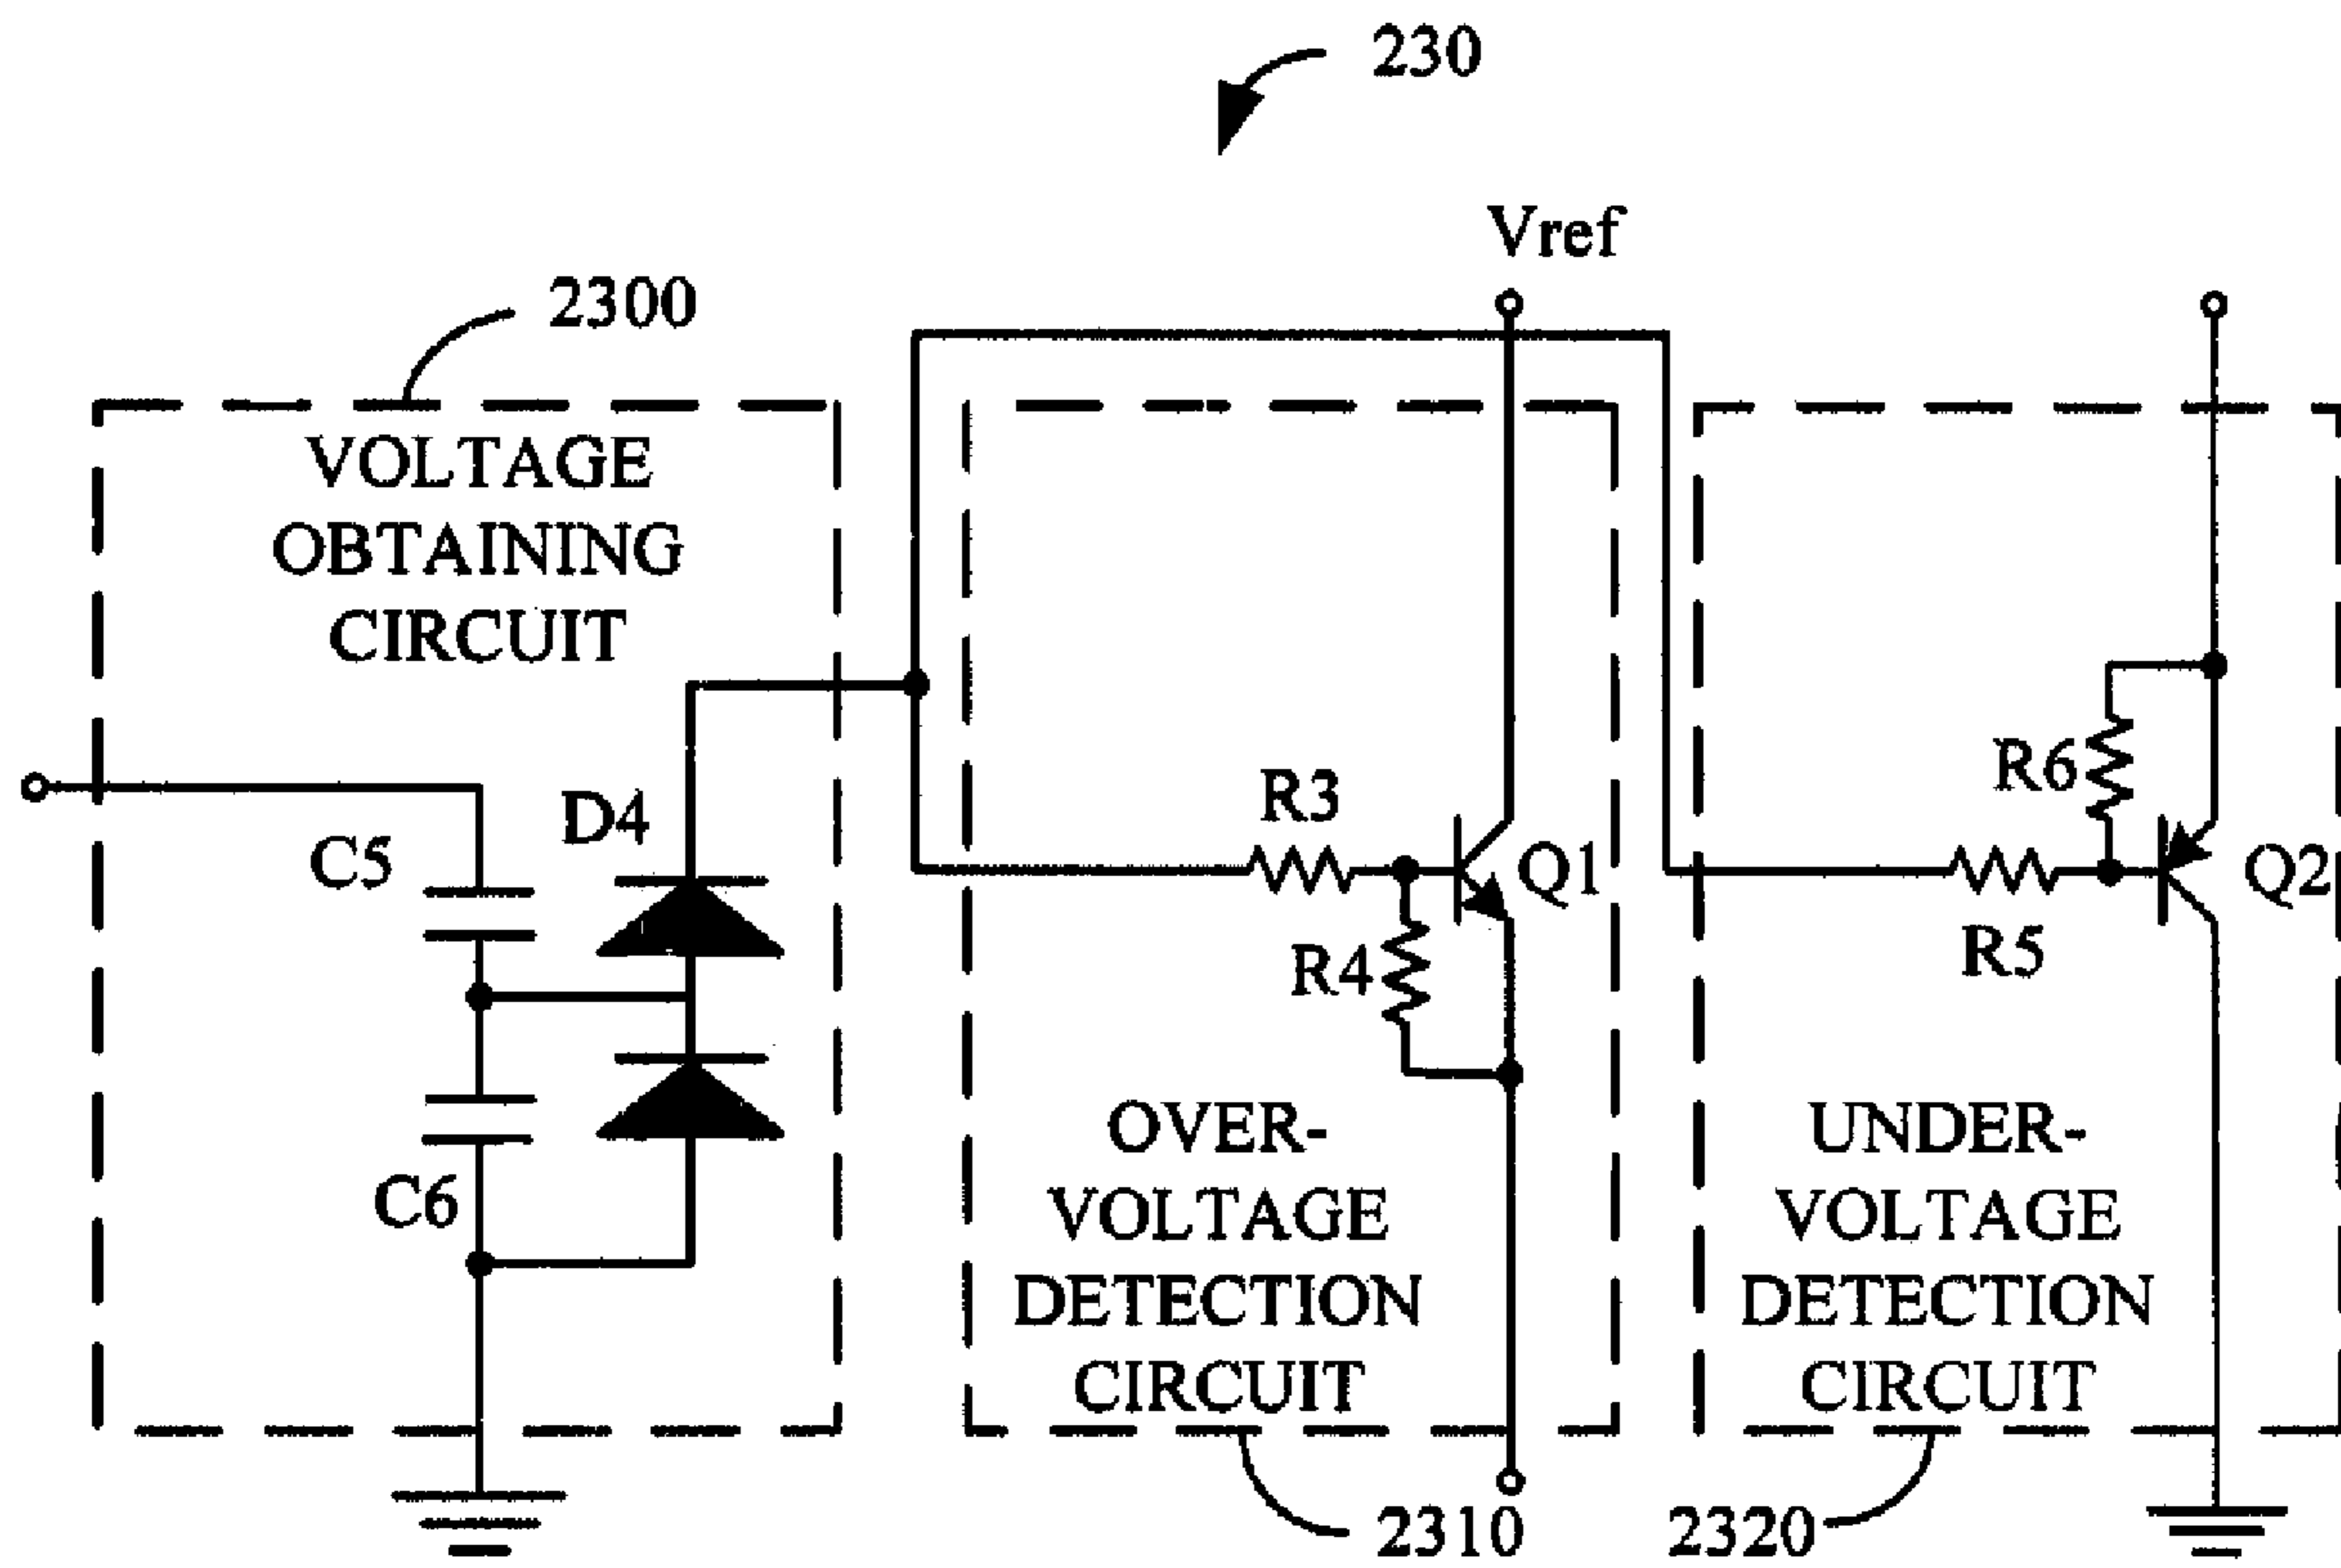 230
Vref
2300
VOLTAGE
OBTAINING
CIRCUIT
D4
C5
C6
R3
Q1
R4
OVER-
VOLTAGE
DETECTION
CIRCUIT
2310
R6
Q2
R5
UNDER-
VOLTAGE
DETECTION
CIRCUIT
2320